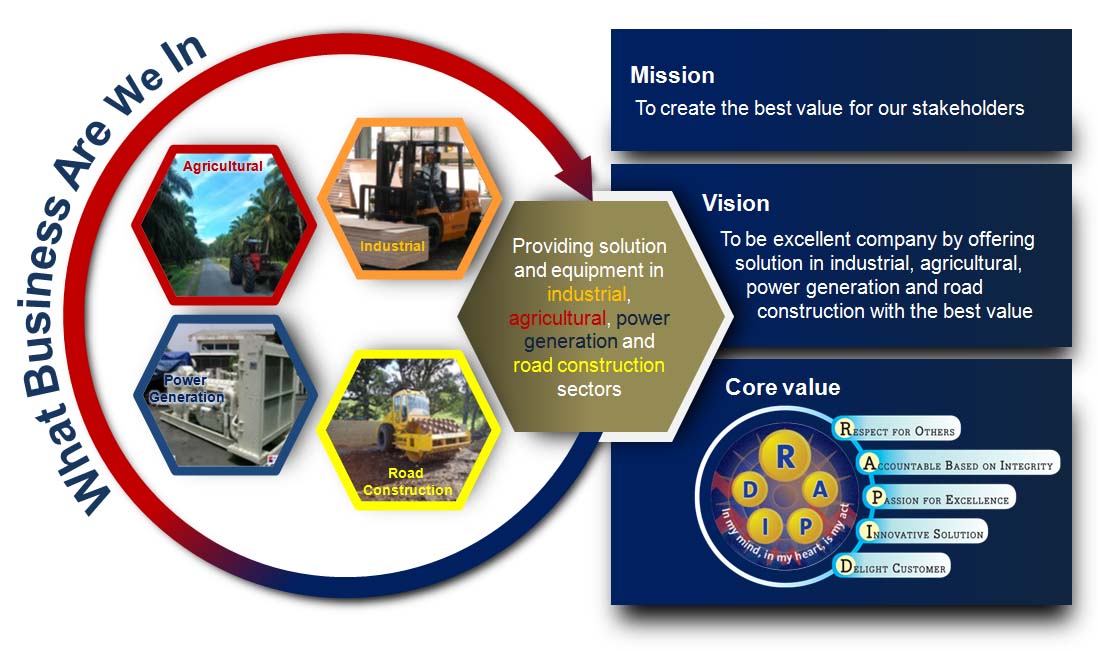 What Business Are We In
Agricultural
Industrial
Power
Generation
Road
Construction
Providing solution
and equipment in
industrial,
agricultural, power
generation and
road construction
sectors
Mission
To create the best value for our stakeholders
Vision
To be excellent company by offering
solution in industrial, agricultural,
power generation and road
construction with the best value
Core value
R
A
P
I
D
In my mind, in my heart, is my act
RESPECT FOR OTHERS
ACCOUNTABLE BASED ON INTEGRITY
PASSION FOR EXCELLENCE
INNOVATIVE SOLUTION
DELIGHT CUSTOMER